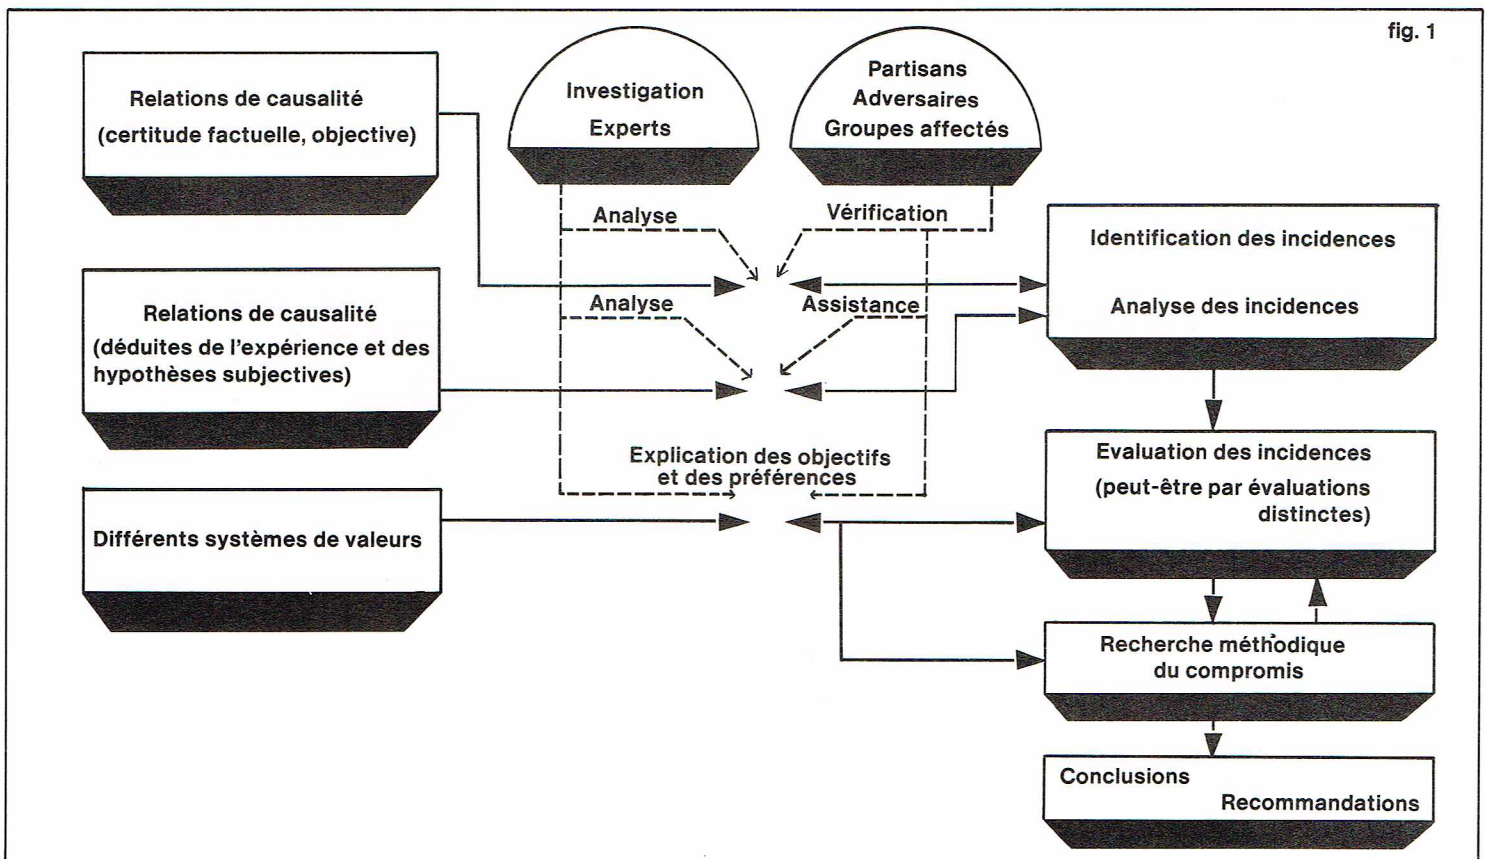 fig. 1
Relations de causalité
(certitude factuelle, objective)
Investigation
Experts
Partisans
Adversaires
Groupes affectés
Analyse
Vérification
Identification des incidences
Analyse des incidences
Relations de causalité
(déduites de l'expérience et des
hypothèses subjectives)
Analyse
Assistance
Explication des objectifs
et des préférences
Evaluation des incidences
(peut-être par évaluations
distinctes)
Différents systèmes de valeurs
Recherche méthodique
du compromis
Conclusions
Recommandations